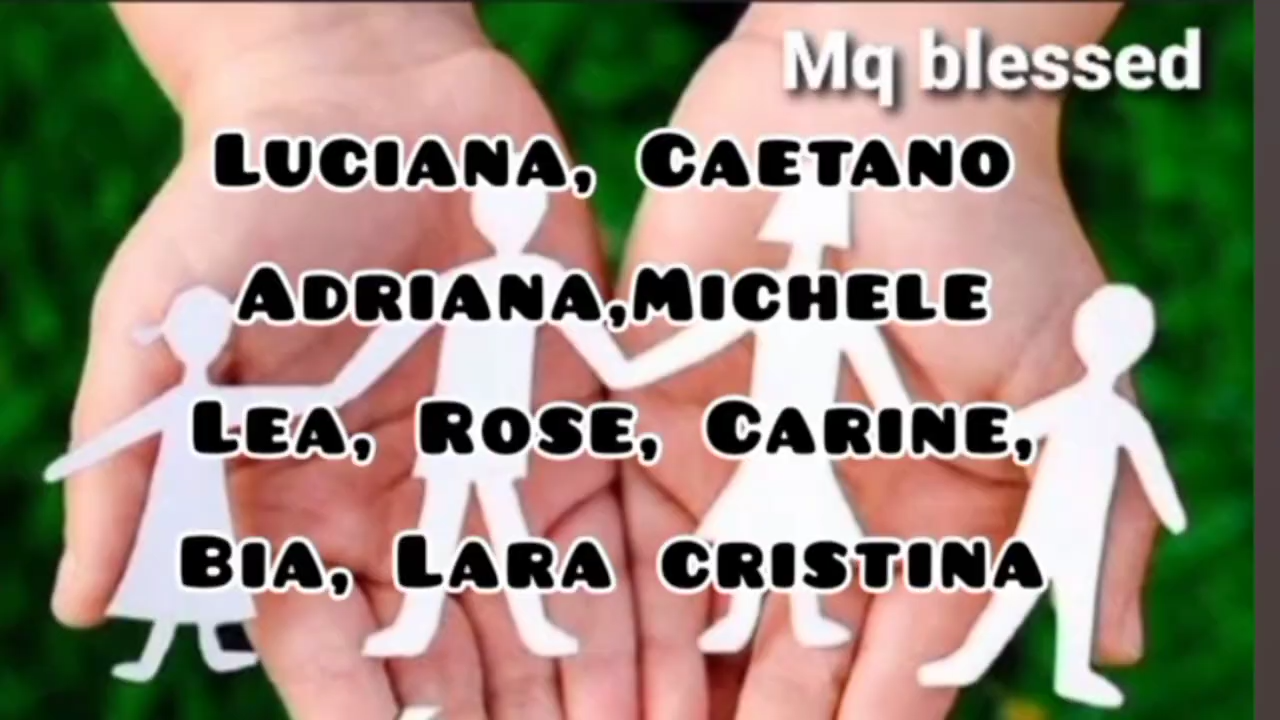 Mq blessed
Luciana, Caetano
Adriana,Michele
Lea, Rose, Carine,
Bia, Lara cristina